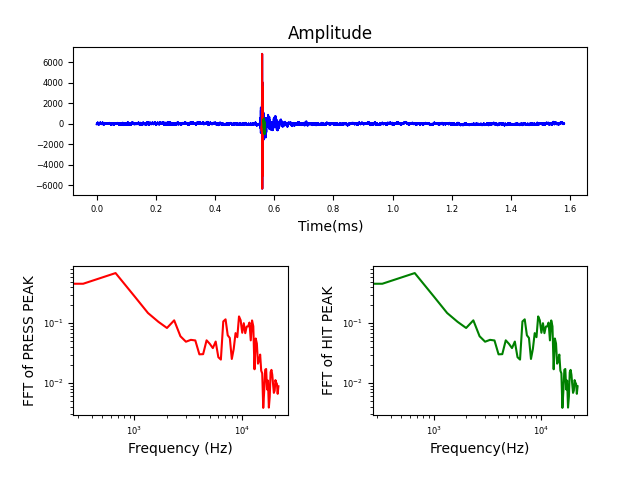 Amplitude
6000
4000
2000
0
−2000
−4000
−6000
0.0 0.2 0.4 0.6 0.8 1.0 1.2 1.4 1.6
Time(ms)
FFT of PRESS PEAK
10⁻¹
10⁻²
10³ 10⁴
Frequency (Hz)
FFT of HIT PEAK
10⁻¹
10⁻²
10³ 10⁴
Frequency(Hz)